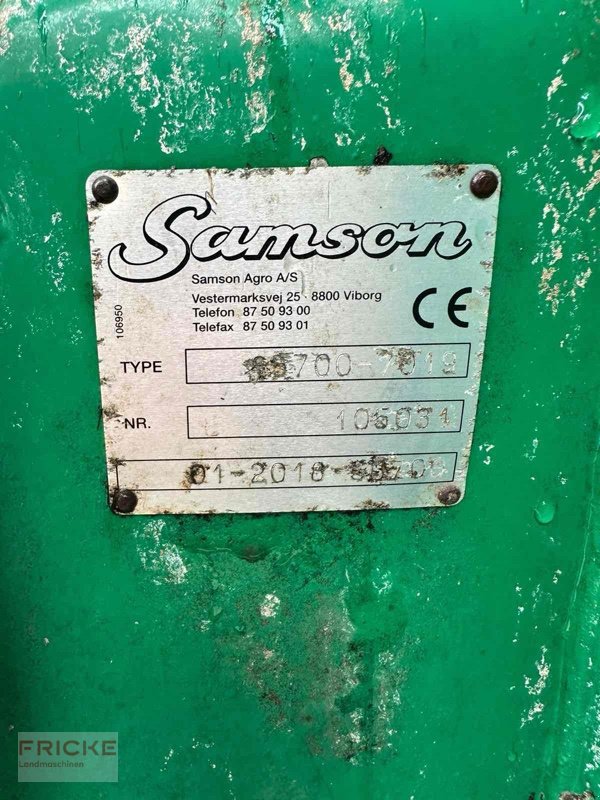 Samson
Samson Agro A/S
Vestermarksvej 25 · 8800 Viborg
Telefon 87 50 93 00
Telefax 87 50 93 01
CE
106950
TYPE
NR. 106031
FRICKE
Landmaschinen